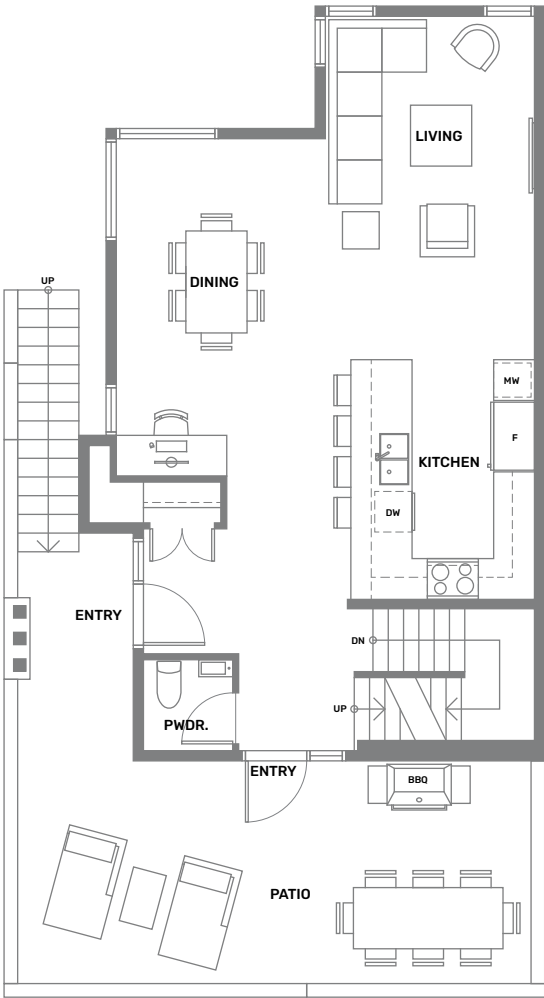 LIVING
DINING
UP
MW
F
KITCHEN
DW
ENTRY
DN
UP
PWDR.
ENTRY
BBQ
PATIO